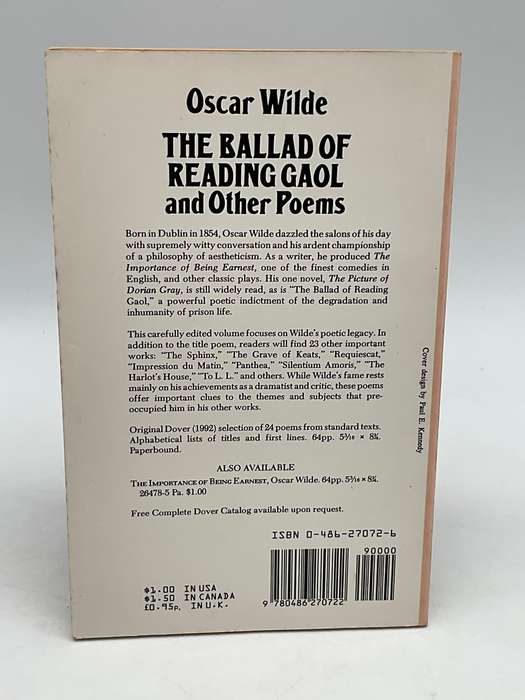 Oscar Wilde
THE BALLAD OF
READING GAOL
and Other Poems
Born in Dublin in 1854, Oscar Wilde dazzled the salons of his day
with supremely witty conversation and his ardent championship
of a philosophy of aestheticism. As a writer, he produced The
Importance of Being Earnest, one of the finest comedies in
English, and other classic plays. His one novel, The Picture of
Dorian Gray, is still widely read, as is “The Ballad of Reading
Gaol,” a powerful poetic indictment of the degradation and
inhumanity of prison life.
This carefully edited volume focuses on Wilde's poetic legacy. In
addition to the title poem, readers will find 23 other important
works: “The Sphinx,” “The Grave of Keats,” “Requiescat,”
“Impression du Matin,” “Panthea,” “Silentium Amoris,” “The
Harlot's House,” “To L. L.” and others. While Wilde's fame rests
mainly on his achievements as a dramatist and critic, these poems
offer important clues to the themes and subjects that pre-
occupied him in his other works.
Original Dover (1992) selection of 24 poems from standard texts.
Alphabetical lists of titles and first lines. 64pp. 5³⁄₁₆ × 8¼.
Paperbound.
ALSO AVAILABLE
THE IMPORTANCE OF BEING EARNEST, Oscar Wilde. 64pp. 5³⁄₁₆ × 8¼.
26478-5 Pa. $1.00
Free Complete Dover Catalog available upon request.
Cover design by Paul E. Kennedy
ISBN 0-486-27072-6
90000
9 780486 270722
$1.00 IN USA
$1.50 IN CANADA
£0.95p. IN U.K.